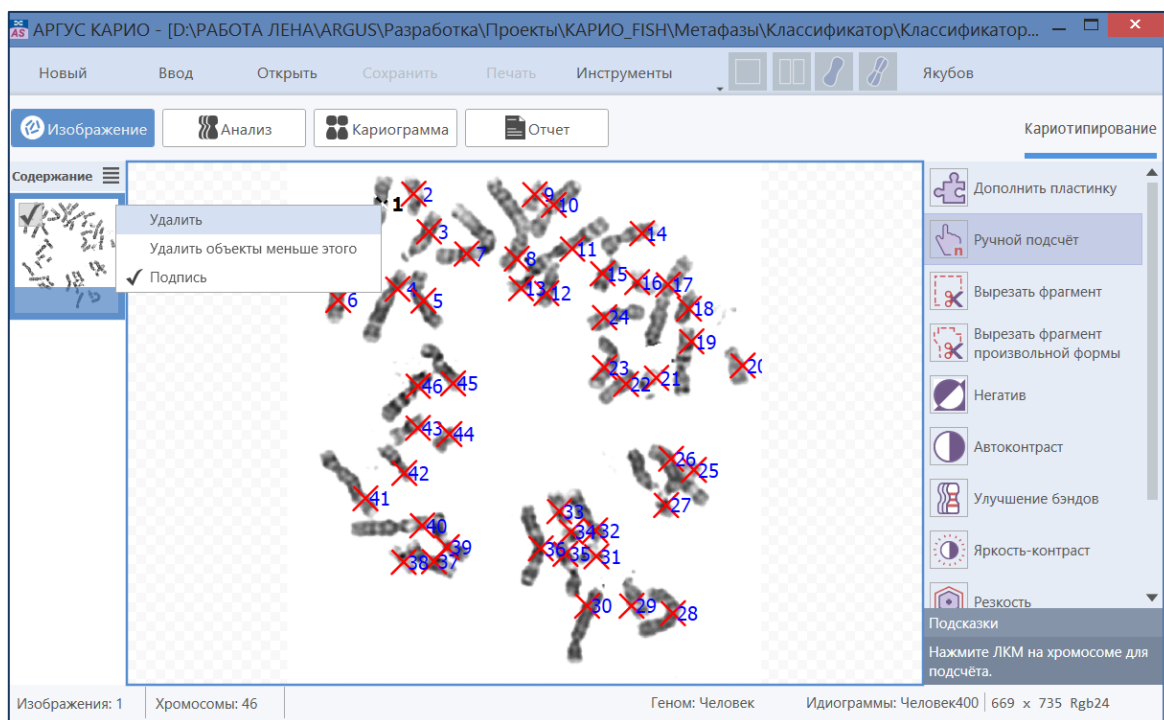 DC
AS
АРГУС КАРИО - [D:\РАБОТА ЛЕНА\ARGUS\Разработка\Проекты\КАРИО_FISH\Метафазы\Классификатор\Классификатор...
Новый Ввод Открыть Сохранить Печать Инструменты Якубов
Изображение Анализ Кариограмма Отчет Кариотипирование
Содержание
Удалить
Удалить объекты меньше этого
Подпись
1 2 9 10
3 14
7 8 11
15 16 17
6 4 5 13 12
18
24
19
23 20
46 45 22 21
43 44
42 26 25
41 27
33
40 34 32
39 36 35 31
38 37
30 29 28
Дополнить пластинку
Ручной подсчёт
n
Вырезать фрагмент
Вырезать фрагмент
произвольной формы
Негатив
Автоконтраст
Улучшение бэндов
Яркость-контраст
Резкость
Подсказки
Нажмите ЛКМ на хромосоме для
подсчёта.
Изображения: 1 Хромосомы: 46 Геном: Человек Идиограммы: Человек400 669 x 735 Rgb24